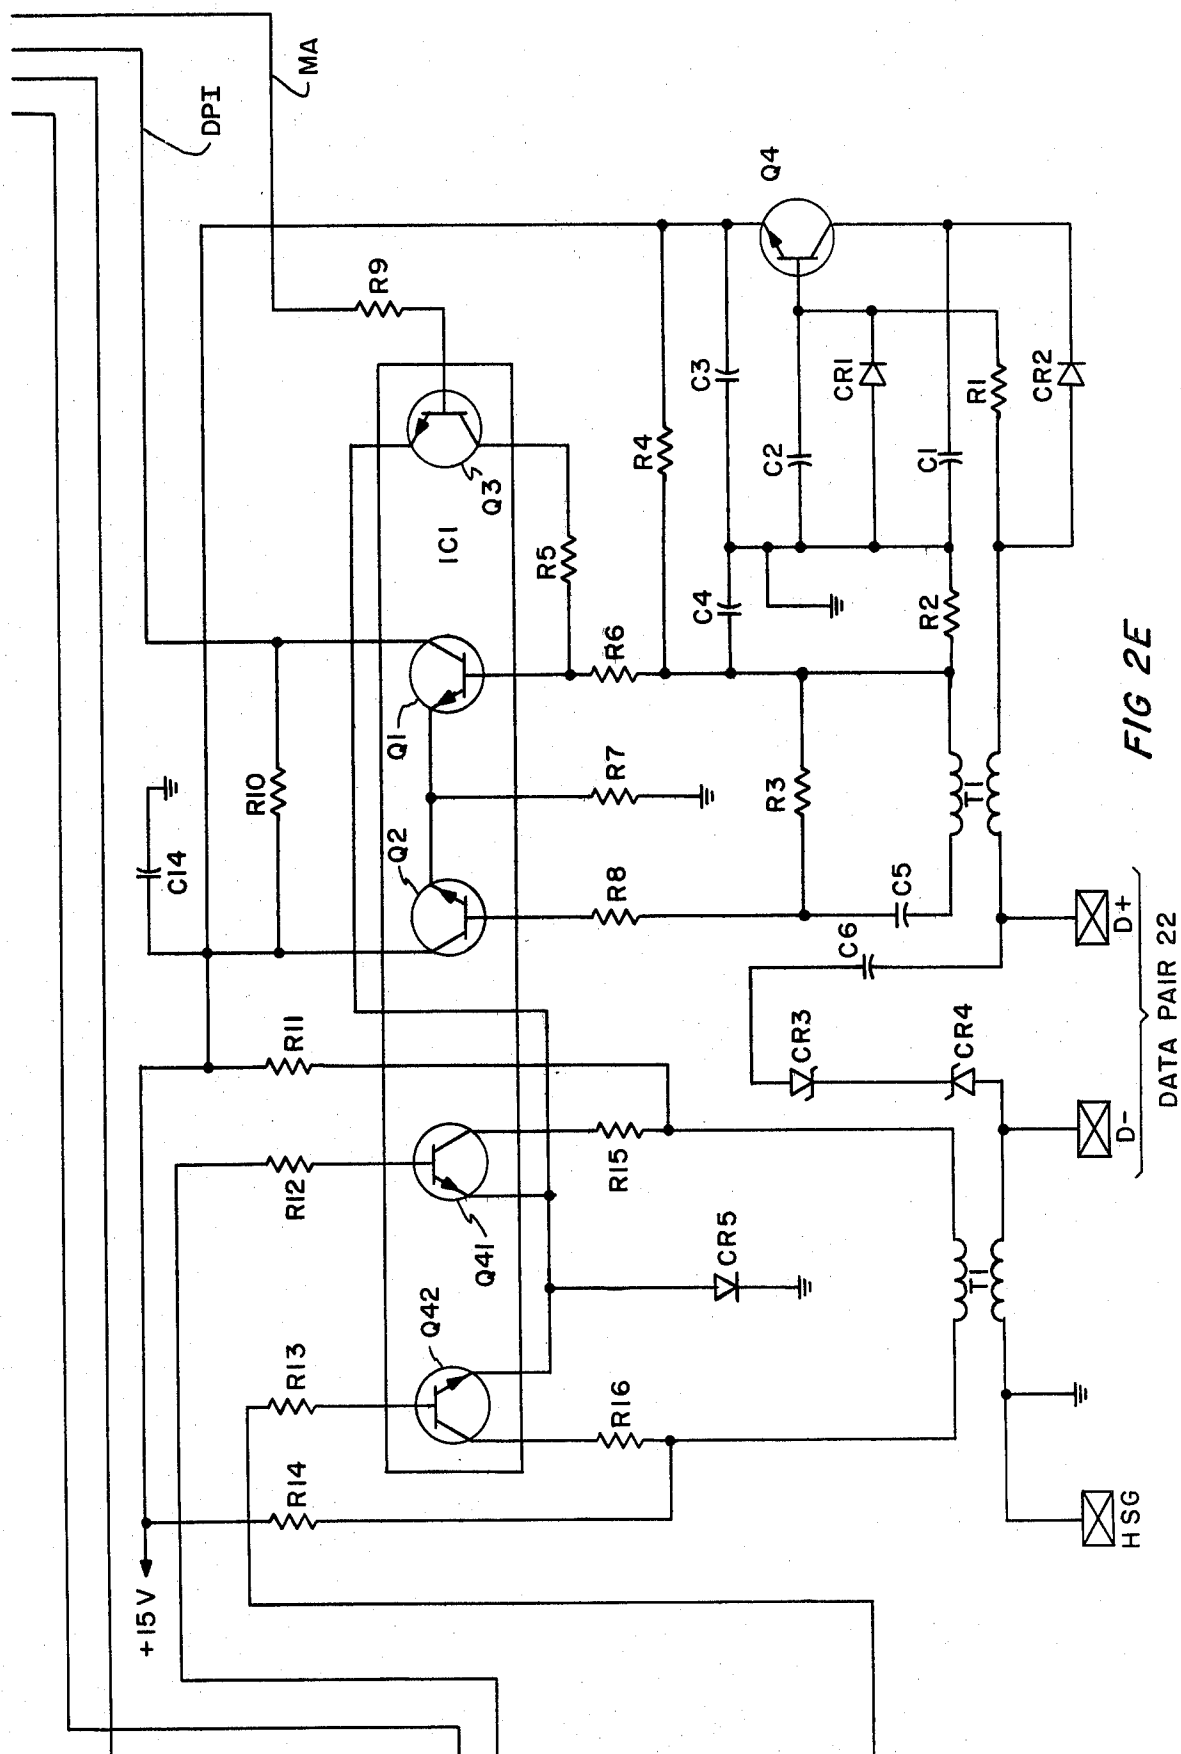 MA
DPI
Q4
R9
Q3
IC1
R5
R4
C3
C2
CR1
C1
R1
CR2
C4
R2
R6
Q1
R7
R10
C14
Q2
R8
R3
T1
C5
C6
D+
R11
CR3
CR4
D-
DATA PAIR 22
R12
Q41
R15
CR5
R13
Q42
R16
T1
R14
+15V
HSG
FIG 2E